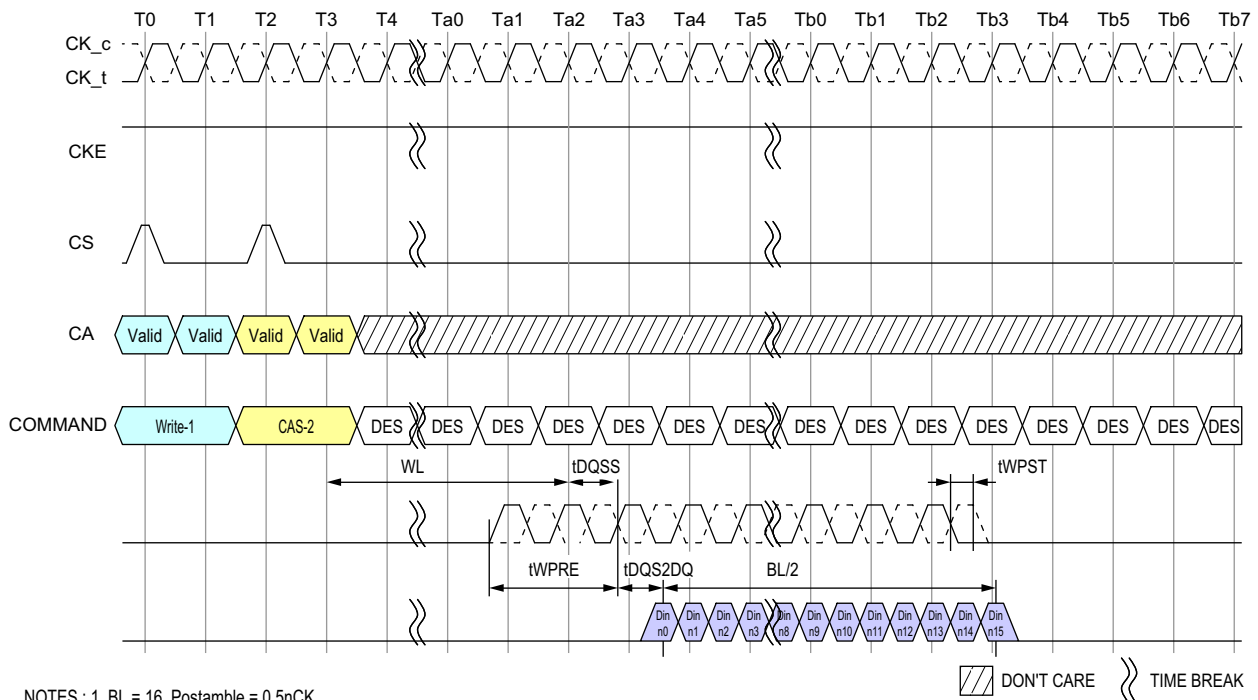 T0 T1 T2 T3 T4 Ta0 Ta1 Ta2 Ta3 Ta4 Ta5 Tb0 Tb1 Tb2 Tb3 Tb4 Tb5 Tb6 Tb7
CK_c
CK_t
CKE
CS
CA Valid Valid Valid Valid
COMMAND Write-1 CAS-2 DES DES DES DES DES DES DES DES DES DES DES DES DES DES DES
WL tDQSS tWPST
tWPRE tDQS2DQ BL/2
Din n0 Din n1 Din n2 Din n3 Din n8 Din n9 Din n10 Din n11 Din n12 Din n13 Din n14 Din n15
DON'T CARE TIME BREAK
NOTES : 1. BL = 16, Postamble = 0.5nCK